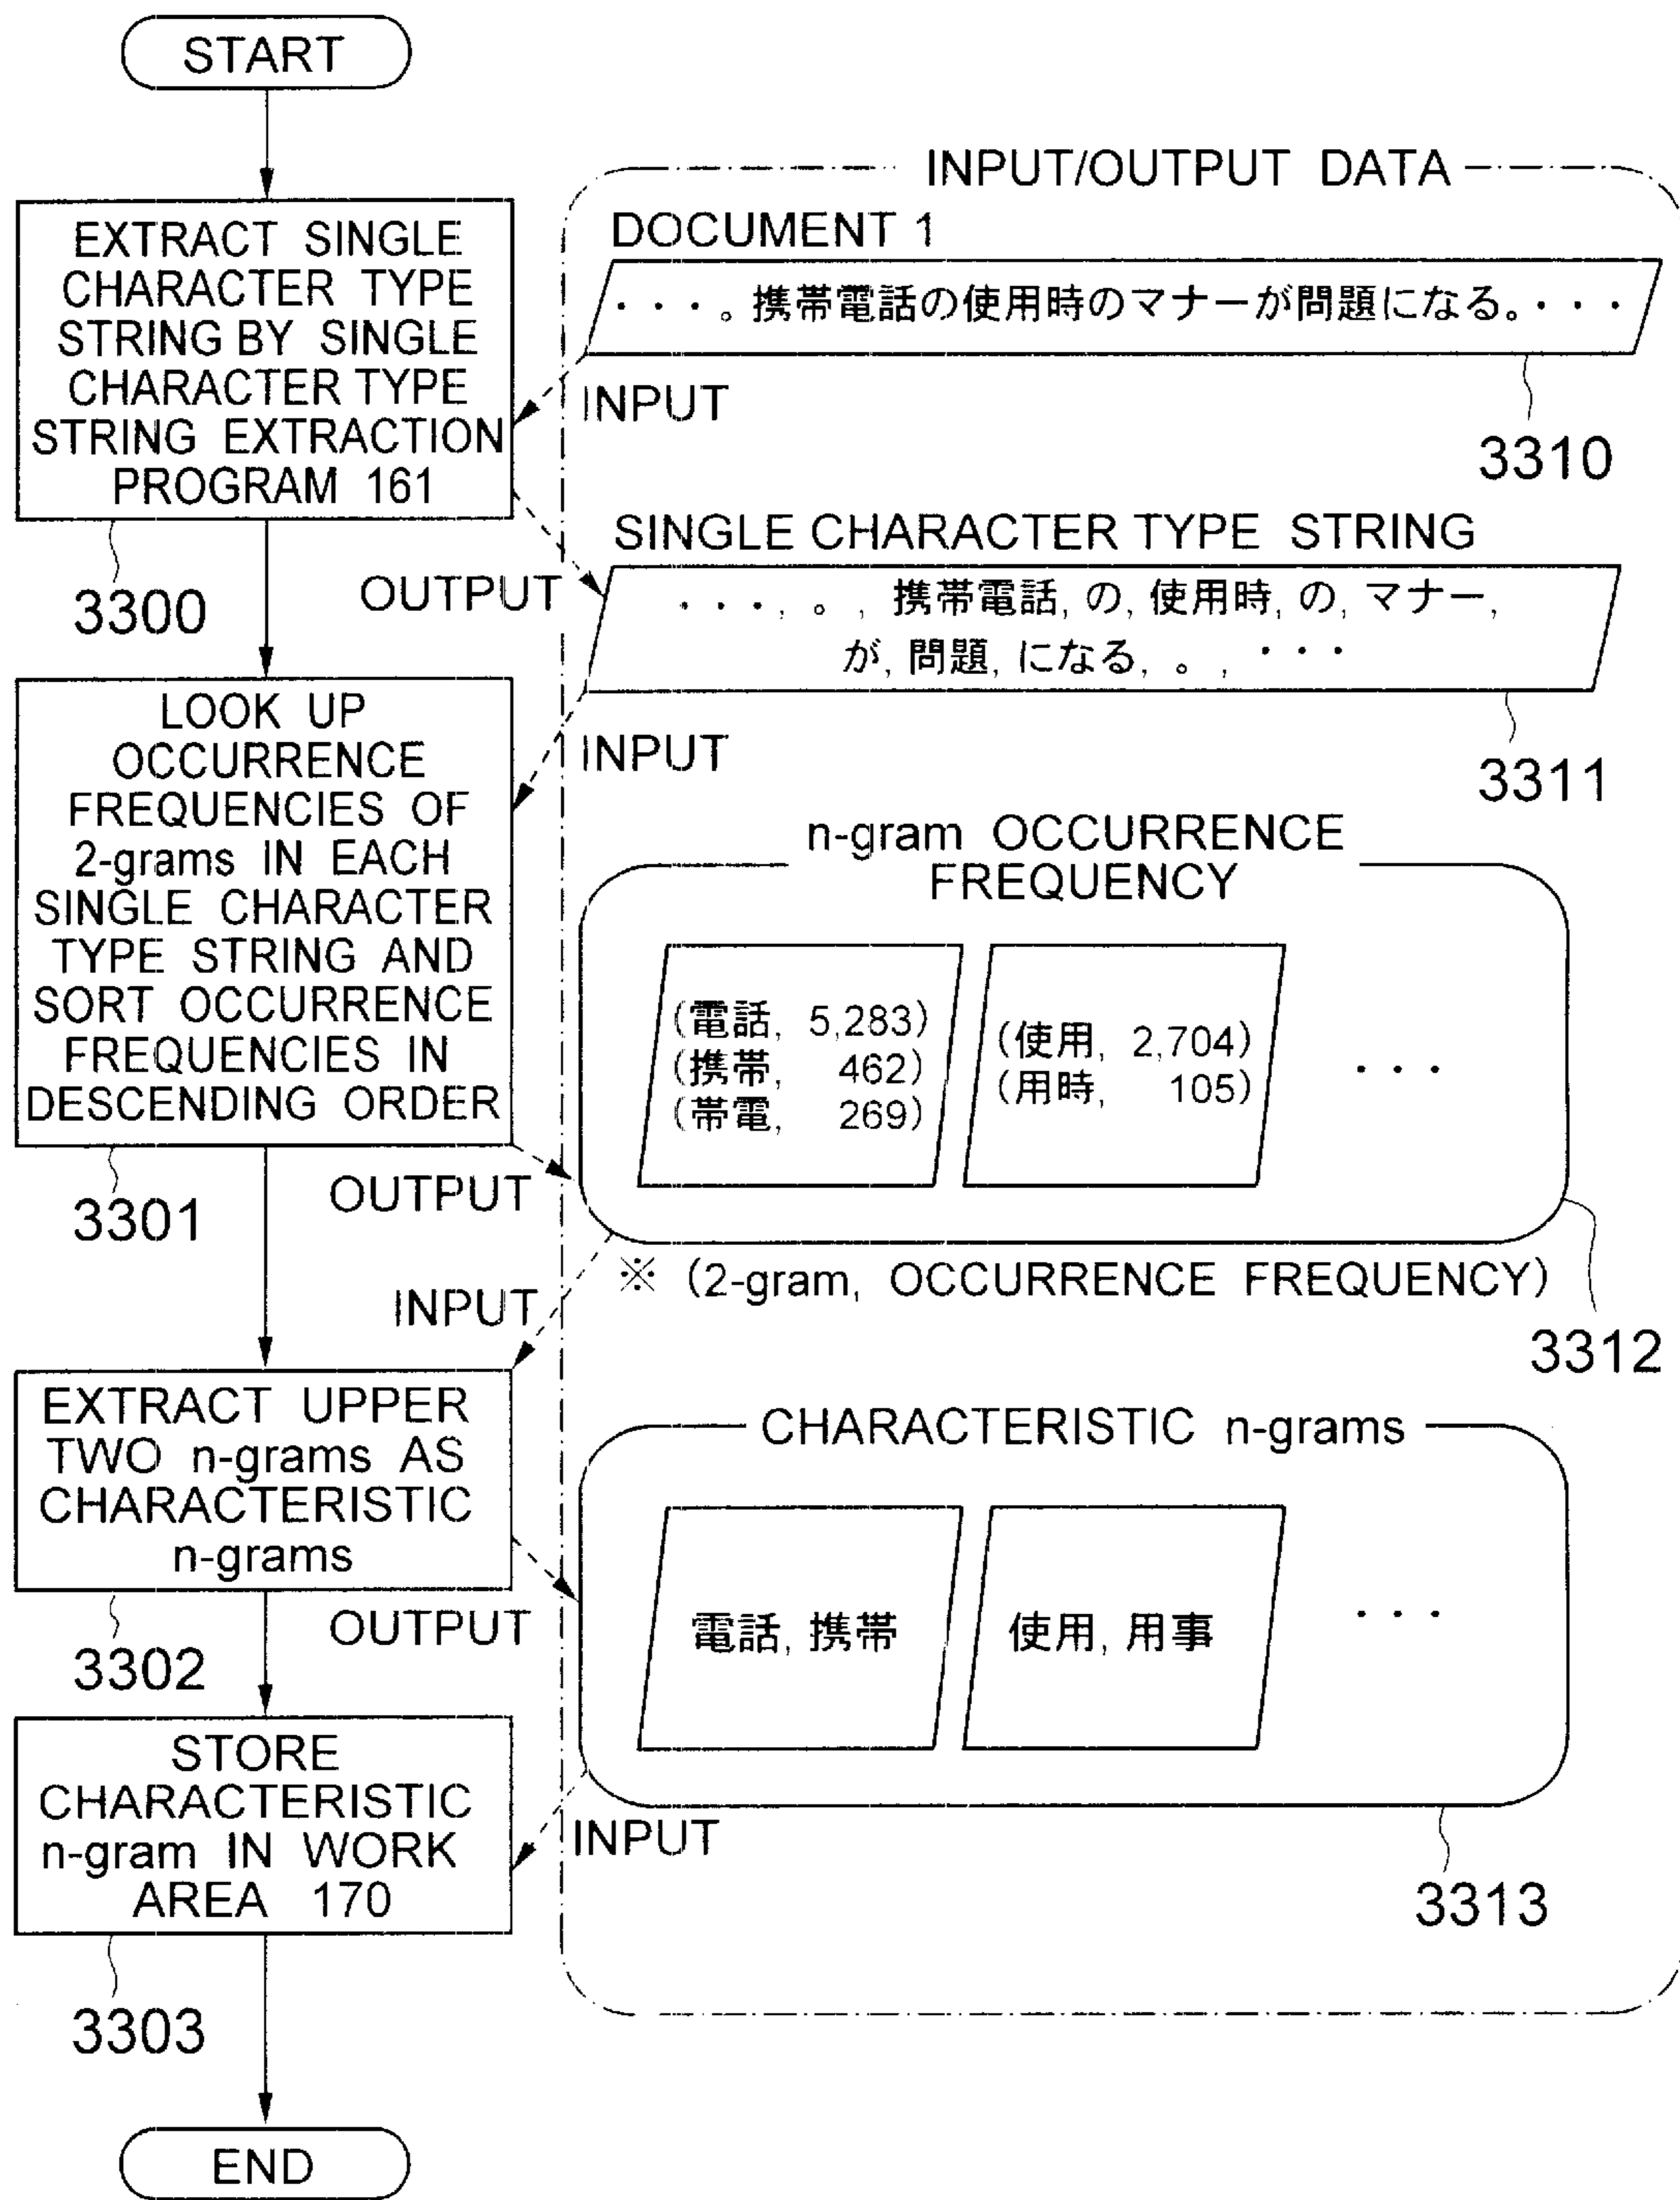 START
EXTRACT SINGLE
CHARACTER TYPE
STRING BY SINGLE
CHARACTER TYPE
STRING EXTRACTION
PROGRAM 161
3300
LOOK UP
OCCURRENCE
FREQUENCIES OF
2-grams IN EACH
SINGLE CHARACTER
TYPE STRING AND
SORT OCCURRENCE
FREQUENCIES IN
DESCENDING ORDER
3301
EXTRACT UPPER
TWO n-grams AS
CHARACTERISTIC
n-grams
3302
STORE
CHARACTERISTIC
n-gram IN WORK
AREA 170
3303
END
INPUT/OUTPUT DATA
DOCUMENT 1
・・・。携帯電話の使用時のマナーが問題になる。・・・
INPUT
3310
SINGLE CHARACTER TYPE STRING
OUTPUT
・・・, 。, 携帯電話, の, 使用時, の, マナー,
が, 問題, になる, 。, ・・・
INPUT
3311
n-gram OCCURRENCE
FREQUENCY
(電話, 5,283)
(携帯, 462)
(帯電, 269)
(使用, 2,704)
(用時, 105)
・・・
OUTPUT
※ (2-gram, OCCURRENCE FREQUENCY)
INPUT
3312
CHARACTERISTIC n-grams
電話, 携帯
使用, 用事
・・・
OUTPUT
INPUT
3313